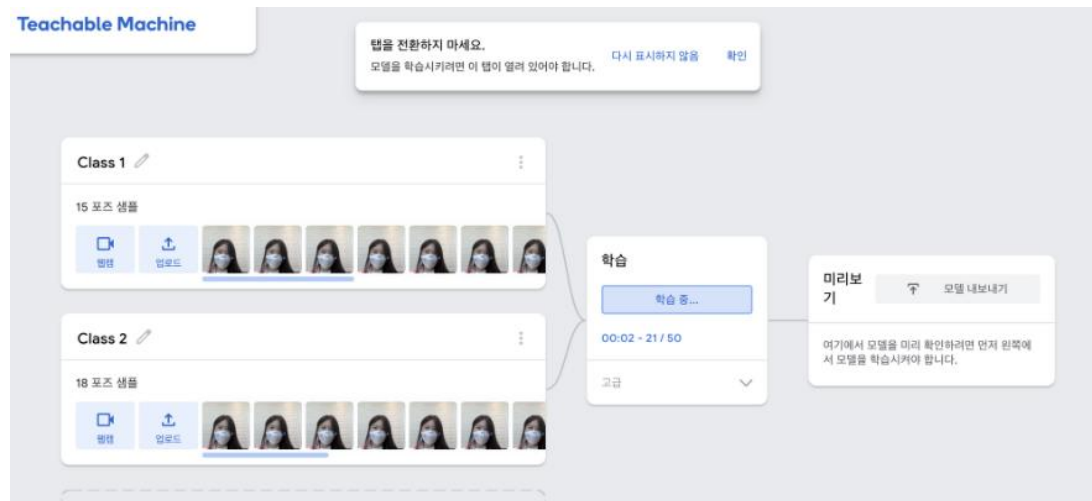 Teachable Machine
탭을 전환하지 마세요.
모델을 학습시키려면 이 탭이 열려 있어야 합니다.
다시 표시하지 않음
확인
Class 1
15 포즈 샘플
웹캠
업로드
Class 2
18 포즈 샘플
웹캠
업로드
학습
학습 중...
00:02 - 21 / 50
고급
미리보
기
모델 내보내기
여기에서 모델을 미리 확인하려면 먼저 왼쪽에
서 모델을 학습시켜야 합니다.